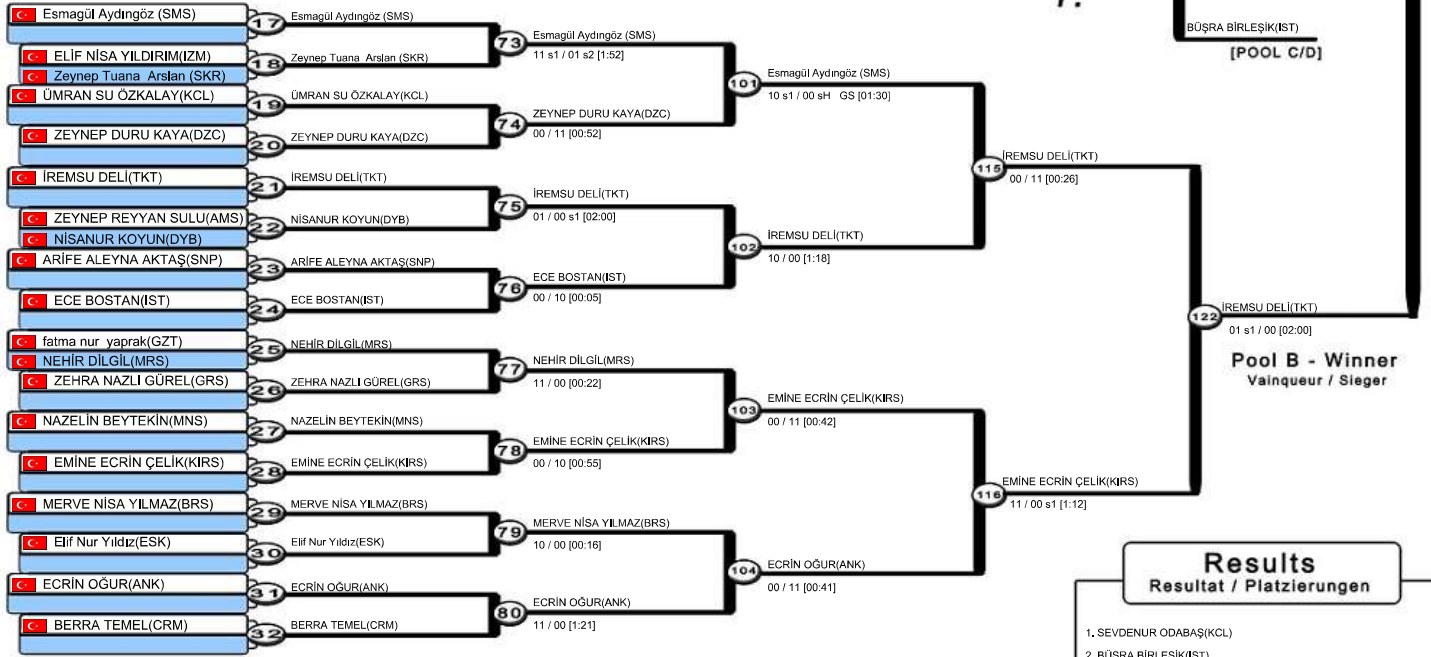 Esmagül Aydıngöz (SMS)
ELİF NİSA YILDIRIM(IZM)
Zeynep Tuana Arslan (SKR)
ÜMRAN SU ÖZKALAY(KCL)
ZEYNEP DURU KAYA(DZC)
İREMSU DELİ(TKT)
ZEYNEP REYYAN SULU(AMS)
NİSANUR KOYUN(DYB)
ARİFE ALEYNA AKTAŞ(SNP)
ECE BOSTAN(IST)
fatma nur yaprak(GZT)
NEHİR DİLGİL(MRS)
ZEHRA NAZLI GÜREL(GRS)
NAZELİN BEYTEKİN(MNS)
EMİNE ECRİN ÇELİK(KIRS)
MERVE NİSA YILMAZ(BRS)
Elif Nur Yıldız(ESK)
ECRİN OĞUR(ANK)
BERRA TEMEL(CRM)
17 Esmagül Aydıngöz (SMS)
18 Zeynep Tuana Arslan (SKR)
19 ÜMRAN SU ÖZKALAY(KCL)
20 ZEYNEP DURU KAYA(DZC)
21 İREMSU DELİ(TKT)
22 NİSANUR KOYUN(DYB)
23 ARİFE ALEYNA AKTAŞ(SNP)
24 ECE BOSTAN(IST)
25 NEHİR DİLGİL(MRS)
26 ZEHRA NAZLI GÜREL(GRS)
27 NAZELİN BEYTEKİN(MNS)
28 EMİNE ECRİN ÇELİK(KIRS)
29 MERVE NİSA YILMAZ(BRS)
30 Elif Nur Yıldız(ESK)
31 ECRİN OĞUR(ANK)
32 BERRA TEMEL(CRM)
73 Esmagül Aydıngöz (SMS)
11 s1 / 01 s2 [1:52]
74 ZEYNEP DURU KAYA(DZC)
00 / 11 [00:52]
75 İREMSU DELİ(TKT)
01 / 00 s1 [02:00]
76 ECE BOSTAN(IST)
00 / 10 [00:05]
77 NEHİR DİLGİL(MRS)
11 / 00 [00:22]
78 EMİNE ECRİN ÇELİK(KIRS)
00 / 10 [00:55]
79 MERVE NİSA YILMAZ(BRS)
10 / 00 [00:16]
80 ECRİN OĞUR(ANK)
11 / 00 [1:21]
101 Esmagül Aydıngöz (SMS)
10 s1 / 00 sH GS [01:30]
102 İREMSU DELİ(TKT)
10 / 00 [1:18]
103 EMİNE ECRİN ÇELİK(KIRS)
00 / 11 [00:42]
104 ECRİN OĞUR(ANK)
00 / 11 [00:41]
115 İREMSU DELİ(TKT)
00 / 11 [00:26]
116 EMİNE ECRİN ÇELİK(KIRS)
11 / 00 s1 [1:12]
BÜŞRA BİRLEŞİK(IST)
[POOL C/D]
122 İREMSU DELİ(TKT)
01 s1 / 00 [02:00]
Pool B - Winner
Vainqueur / Sieger
Results
Resultat / Platzierungen
1. SEVDENUR ODABAŞ(KCL)
2. BÜŞRA BİRLEŞİK(IST)